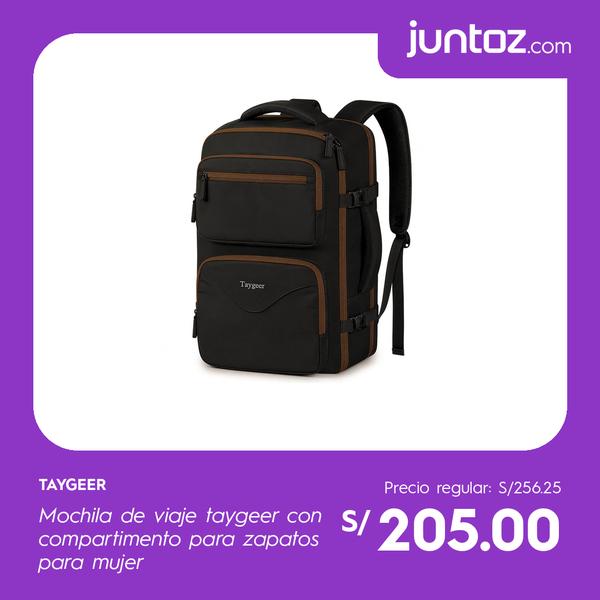 juntoz.com
Taygeer
TAYGEER
Mochila de viaje taygeer con
compartimento para zapatos
para mujer
Precio regular: S/256.25
S/ 205.00